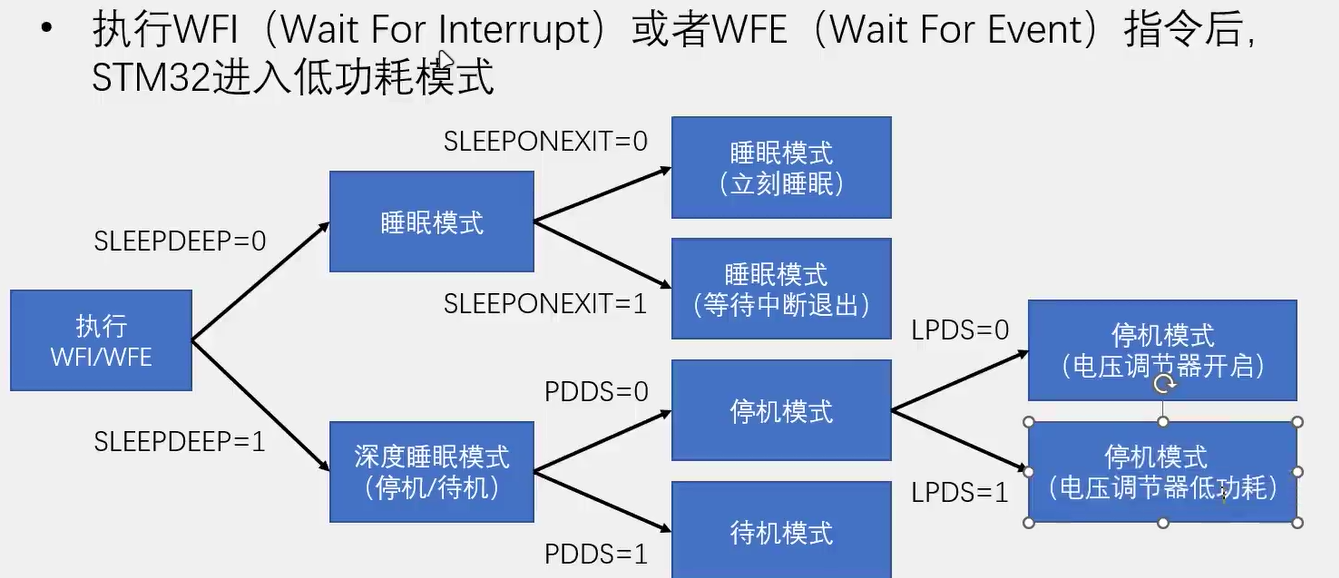 • 执行WFI（Wait For Interrupt）或者WFE（Wait For Event）指令后，
STM32进入低功耗模式
SLEEPONEXIT=0
睡眠模式
（立刻睡眠）
SLEEPDEEP=0
睡眠模式
SLEEPONEXIT=1
睡眠模式
（等待中断退出）
执行
WFI/WFE
LPDS=0
停机模式
（电压调节器开启）
PDDS=0
停机模式
SLEEPDEEP=1
深度睡眠模式
（停机/待机）
LPDS=1
停机模式
（电压调节器低功耗）
PDDS=1
待机模式